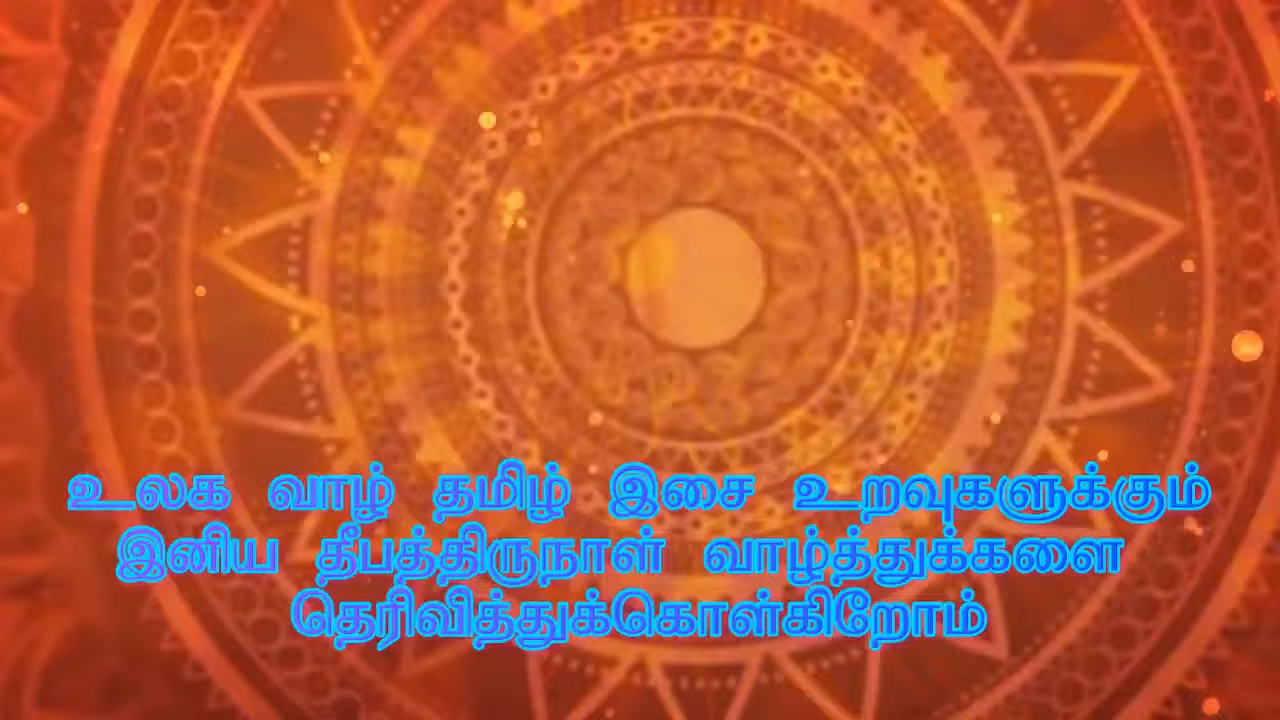 உலக வாழ் தமிழ் இசை உறவுகளுக்கும்
இனிய தீபத்திருநாள் வாழ்த்துக்களை
தெரிவித்துக்கொள்கிறோம்